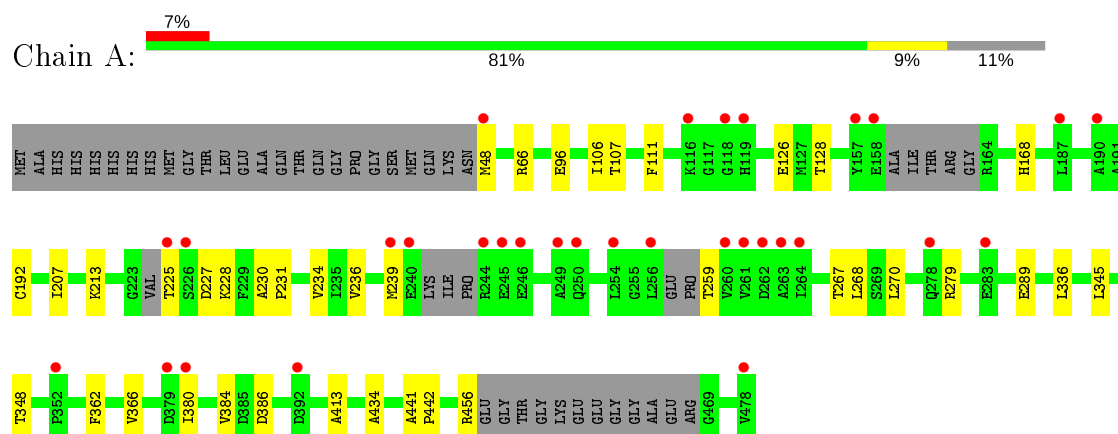 7%
Chain A:
81% 9% 11%
MET ALA HIS HIS HIS HIS HIS HIS MET GLY THR LEU GLU ALA GLN THR GLN GLY PRO GLY SER MET GLN LYS ASN M48 R66 E96 I106 T107 F111 K116 G117 G118 H119 E126 M127 T128 Y157 E158 ALA ILE THR ARG GLY R164 H168 L187 A190 A191
C192 I207 K213 G223 VAL T225 S226 D227 K228 F229 A230 P231 V234 I235 V236 M239 E240 LYS ILE PRO R244 E245 E246 A249 Q250 L254 G255 L256 GLU PRO T259 V260 V261 D262 A263 I264 T267 L268 S269 L270 Q278 R279 E283 E289 L336 L345
T348 P352 F362 V366 D379 I380 V384 D385 D386 D392 A413 A434 A441 P442 R456 GLU GLY THR GLY LYS GLU GLU GLY GLY ALA GLU ARG G469 V478